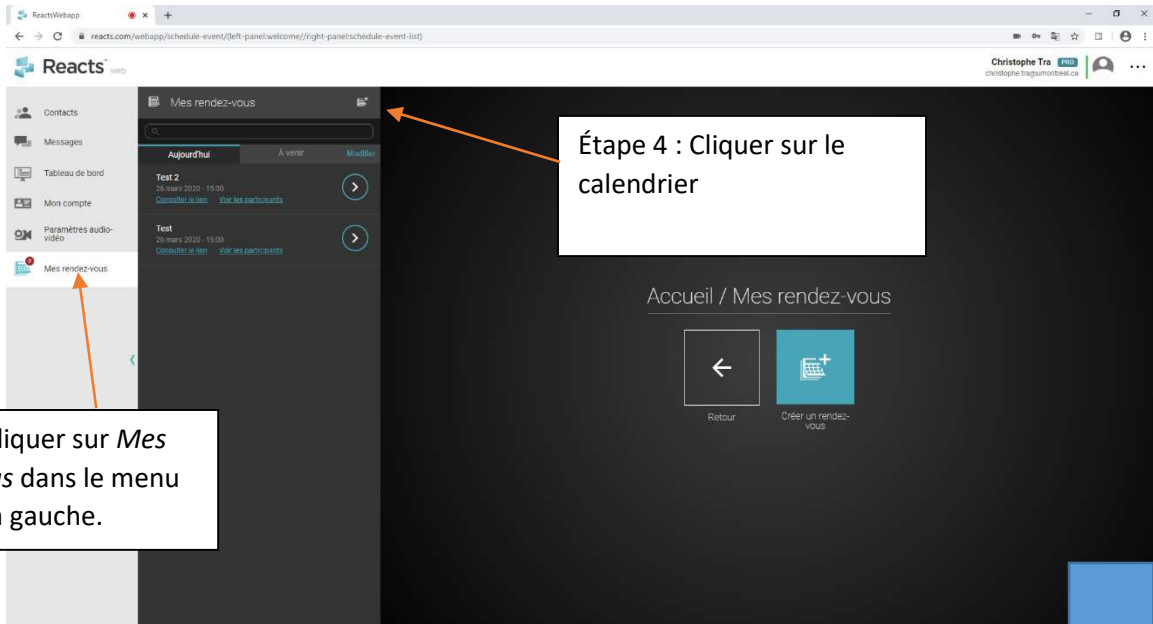 ReactsWebapp
reacts.com/webapp/schedule-event/(left-panel:welcome//right-panel:schedule-event-list)
Reacts web
Christophe Tra PRO
christophe.tra@umontreal.ca
Contacts
Messages
Tableau de bord
Mon compte
Paramètres audio-
vidéo
Mes rendez-vous
Mes rendez-vous
Aujourd'hui À venir Modifier
Test 2
26 mars 2020 - 15:00
Consulter le lien Voir les participants
Test
26 mars 2020 - 15:00
Consulter le lien Voir les participants
Étape 4 : Cliquer sur le
calendrier
Accueil / Mes rendez-vous
Retour
Créer un rendez-
vous
liquer sur Mes
s dans le menu
gauche.